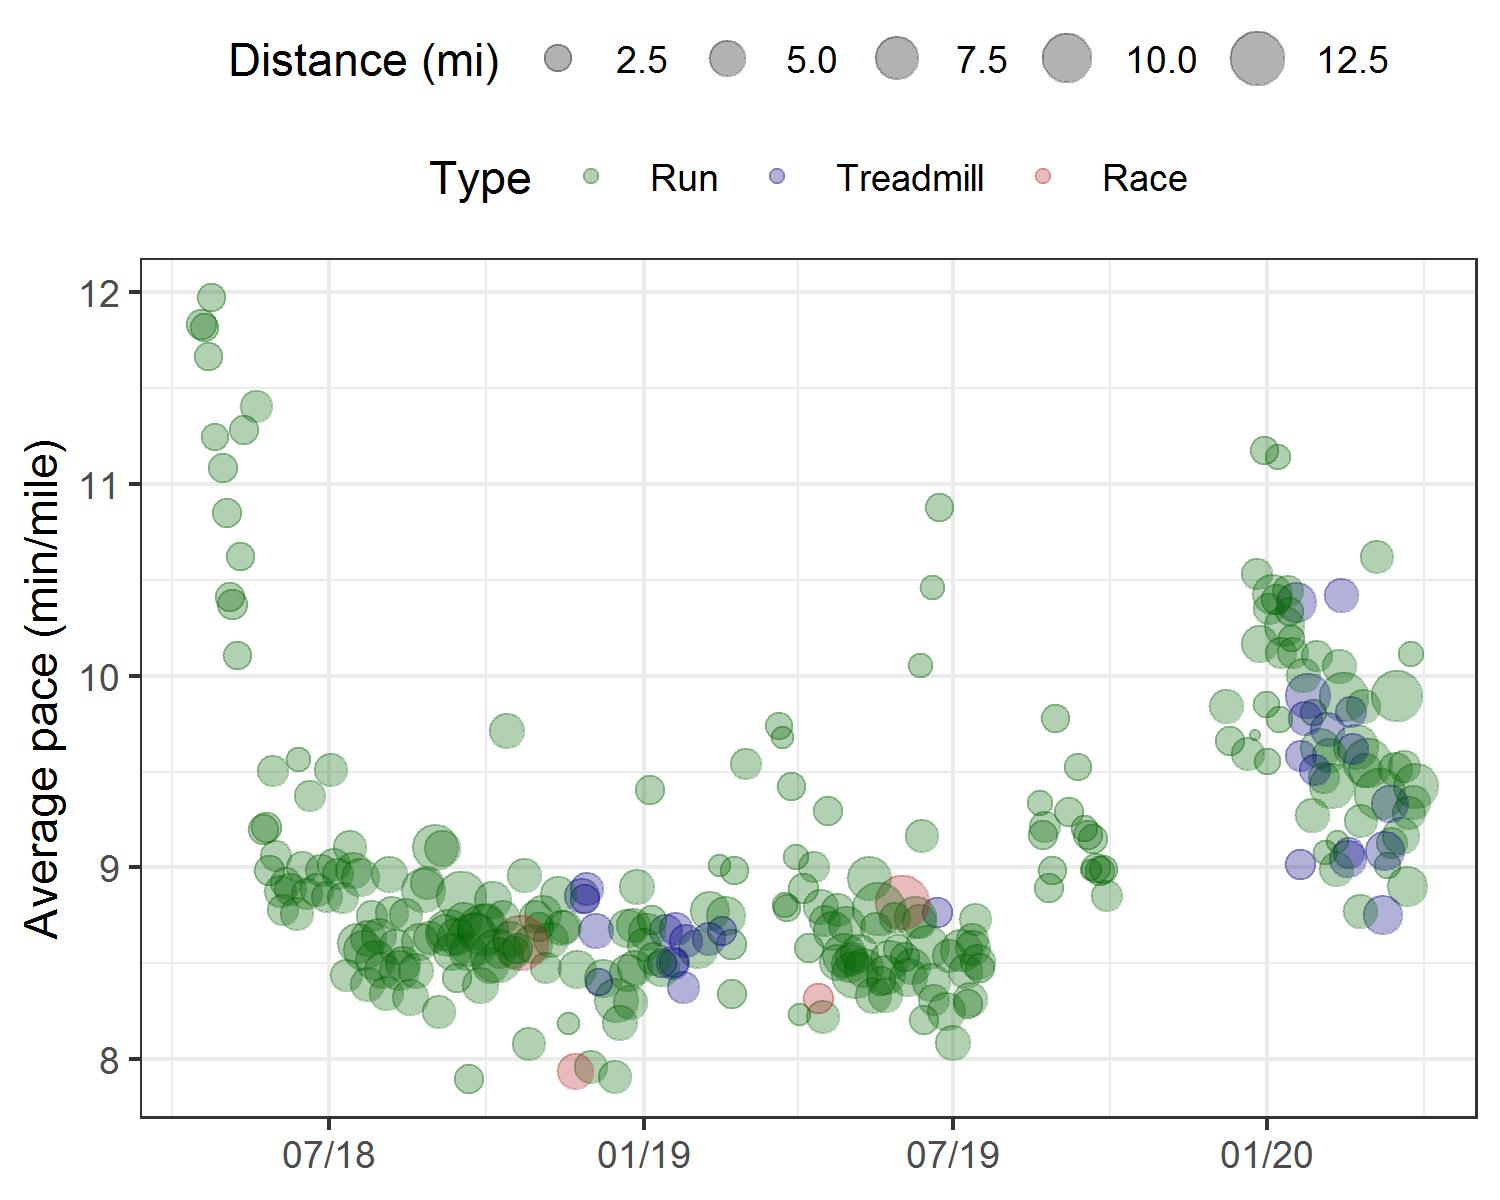 Distance (mi) 2.5 5.0 7.5 10.0 12.5
Type Run Treadmill Race
Average pace (min/mile)
12
11
10
9
8
07/18 01/19 07/19 01/20